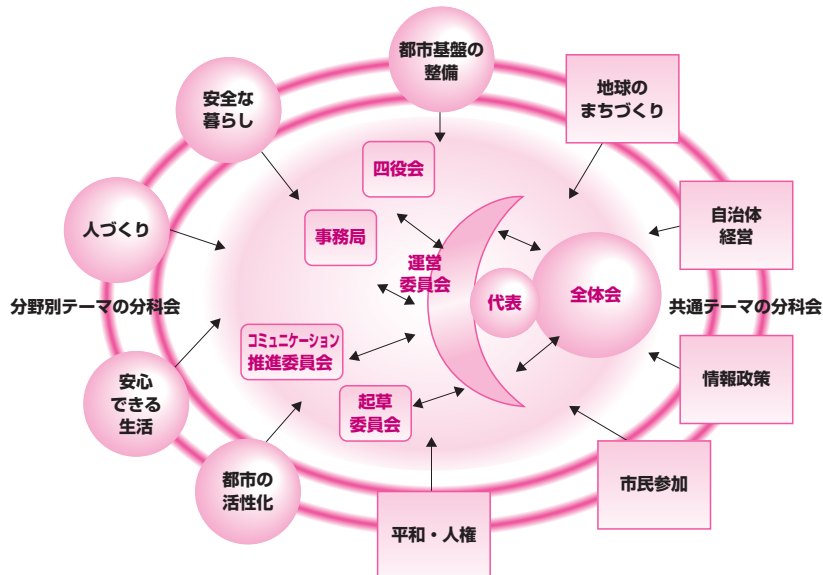 都市基盤の
整備
安全な
暮らし
地球の
まちづくり
四役会
人づくり
事務局
自治体
経営
運営
委員会
代表
全体会
分野別テーマの分科会
共通テーマの分科会
コミュニケーション
推進委員会
安心
できる
生活
起草
委員会
情報政策
都市の
活性化
市民参加
平和・人権